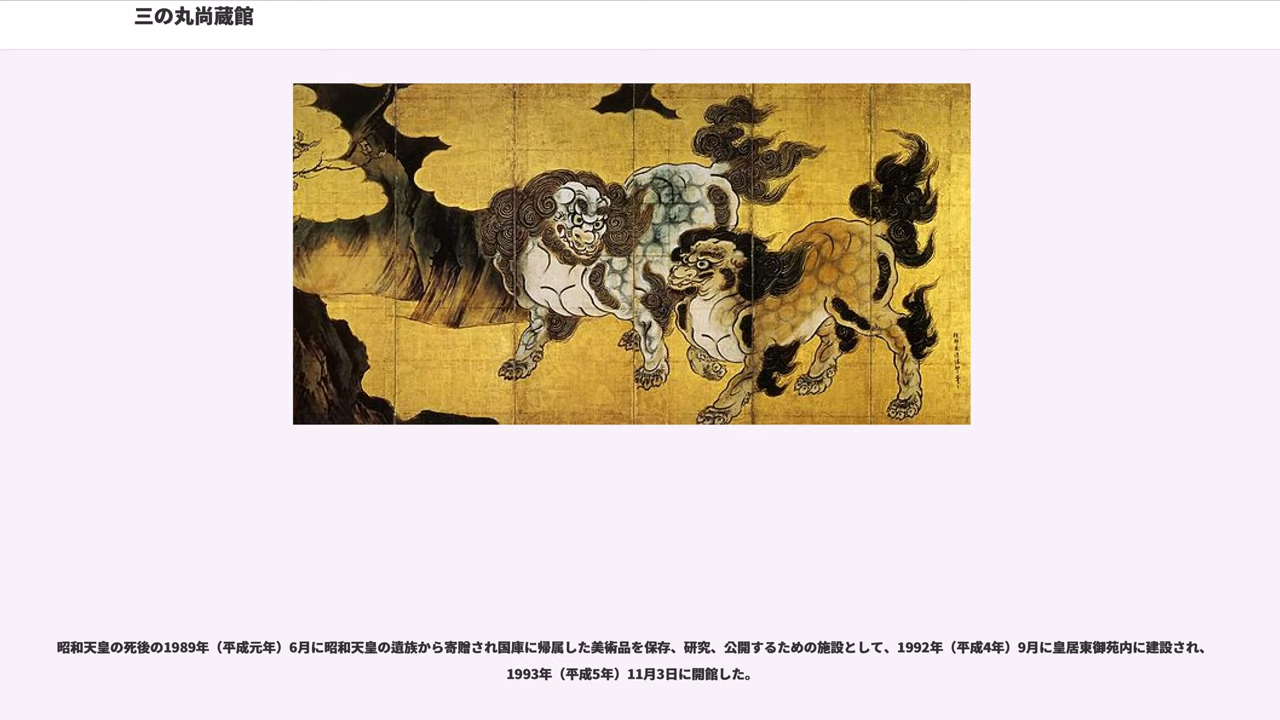 三の丸尚蔵館
昭和天皇の死後の1989年（平成元年）6月に昭和天皇の遺族から寄贈され国庫に帰属した美術品を保存、研究、公開するための施設として、1992年（平成4年）9月に皇居東御苑内に建設され、
1993年（平成5年）11月3日に開館した。